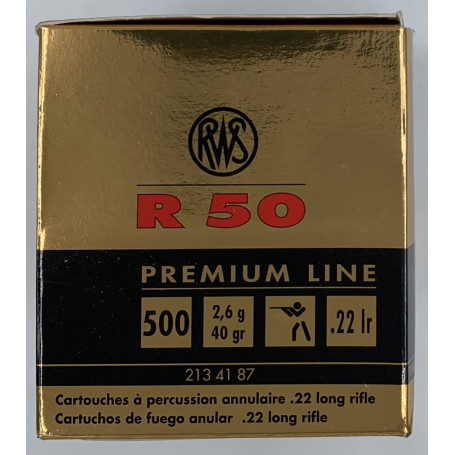 RWS
R 50
PREMIUM LINE
500 2,6 g 40 gr .22 lr
213 41 87
Cartouches à percussion annulaire .22 long rifle
Cartuchos de fuego anular .22 long rifle